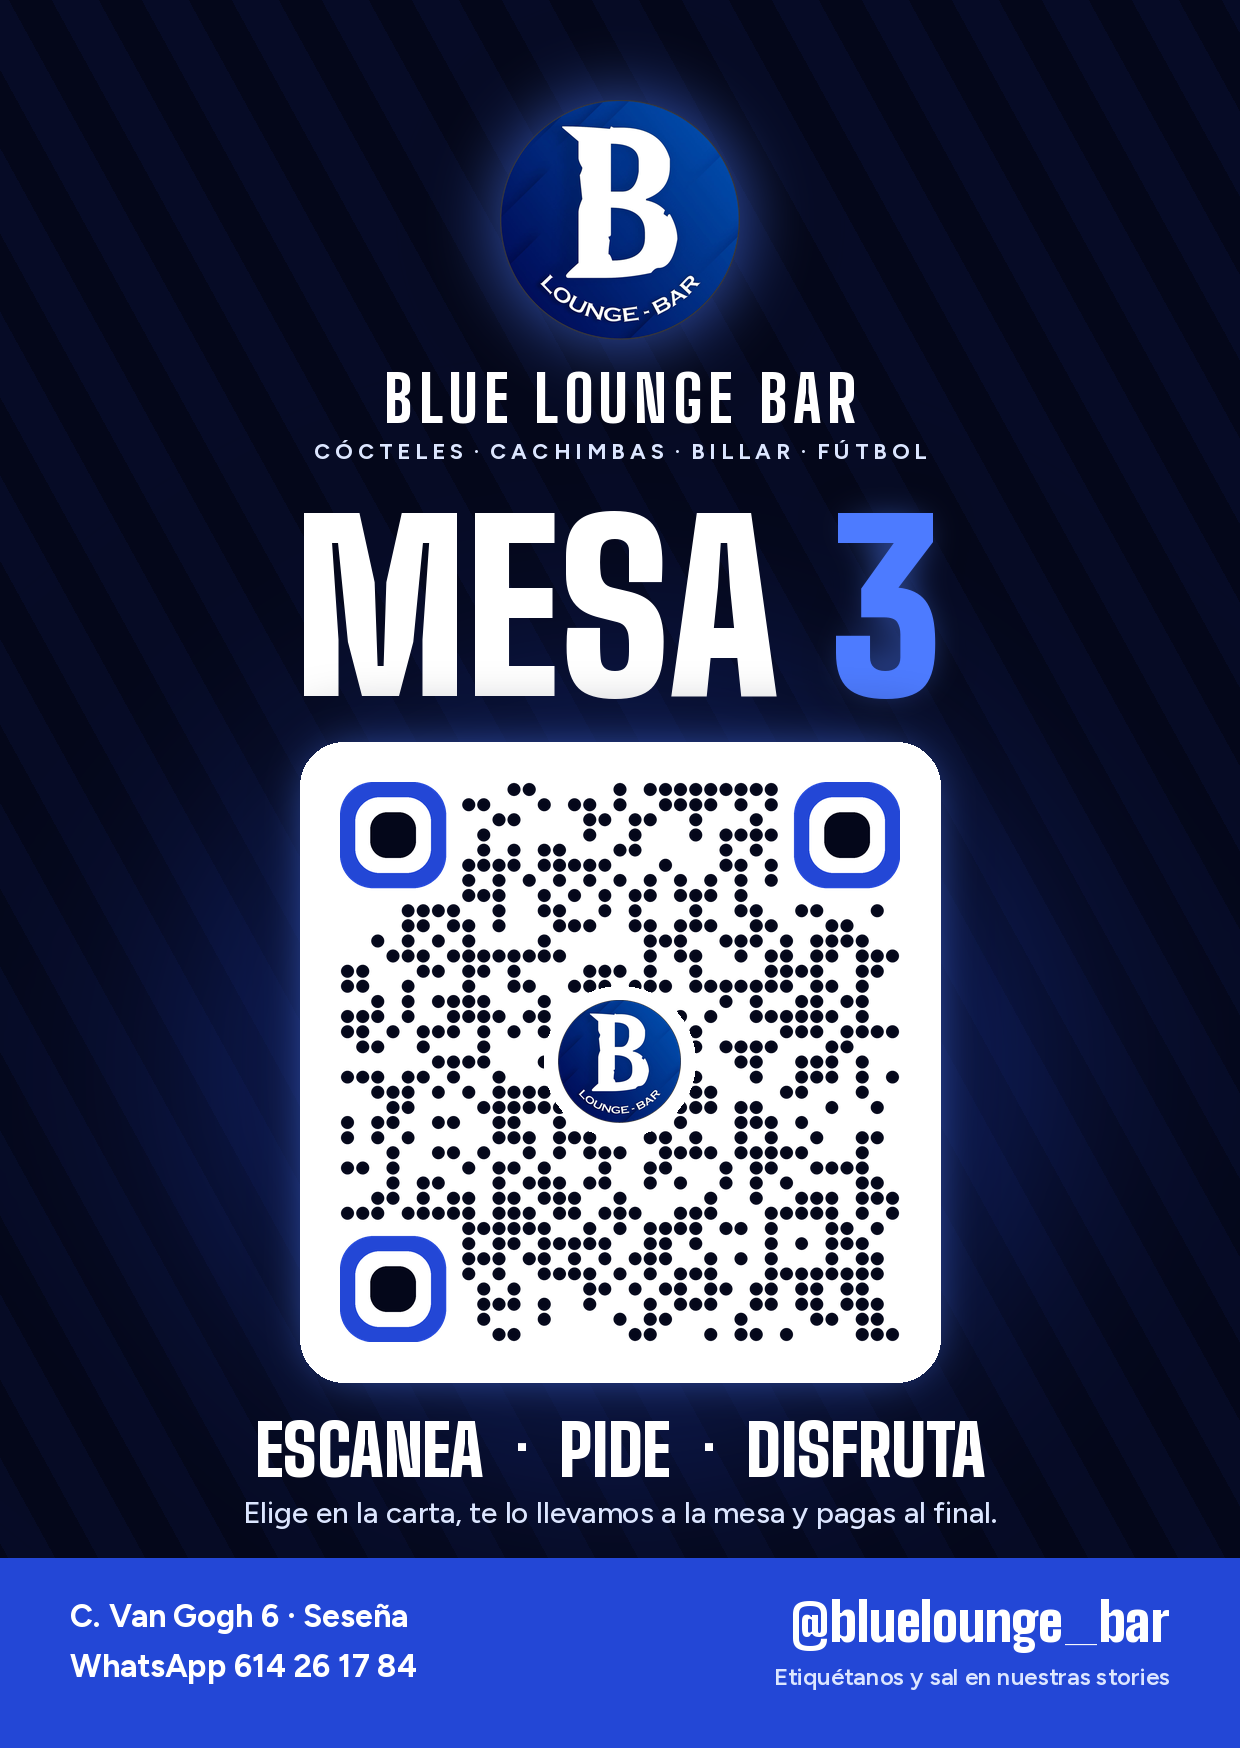 B
LOUNGE - BAR
BLUE LOUNGE BAR
CÓCTELES · CACHIMBAS · BILLAR · FÚTBOL
MESA 3
B
LOUNGE - BAR
ESCANEA · PIDE · DISFRUTA
Elige en la carta, te lo llevamos a la mesa y pagas al final.
C. Van Gogh 6 · Seseña
WhatsApp 614 26 17 84
@bluelounge_bar
Etiquétanos y sal en nuestras stories